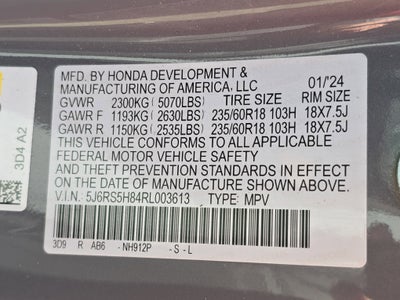 MFD. BY HONDA DEVELOPMENT &
MANUFACTURING OF AMERICA, LLC 01/'24
GVWR 2300KG (5070LBS) TIRE SIZE RIM SIZE
GAWR F 1193KG (2630LBS) 235/60R18 103H 18X7.5J
GAWR R 1150KG (2535LBS) 235/60R18 103H 18X7.5J
THIS VEHICLE CONFORMS TO ALL APPLICABLE
FEDERAL MOTOR VEHICLE SAFETY
AND THEFT PREVENTION STANDARDS IN EFFECT
ON THE DATE OF MANUFACTURE SHOWN ABOVE.
V.I.N. 5J6RS5H84RL003613 TYPE: MPV
3D9 R AB6 - NH912P - S - L
3D4 A2